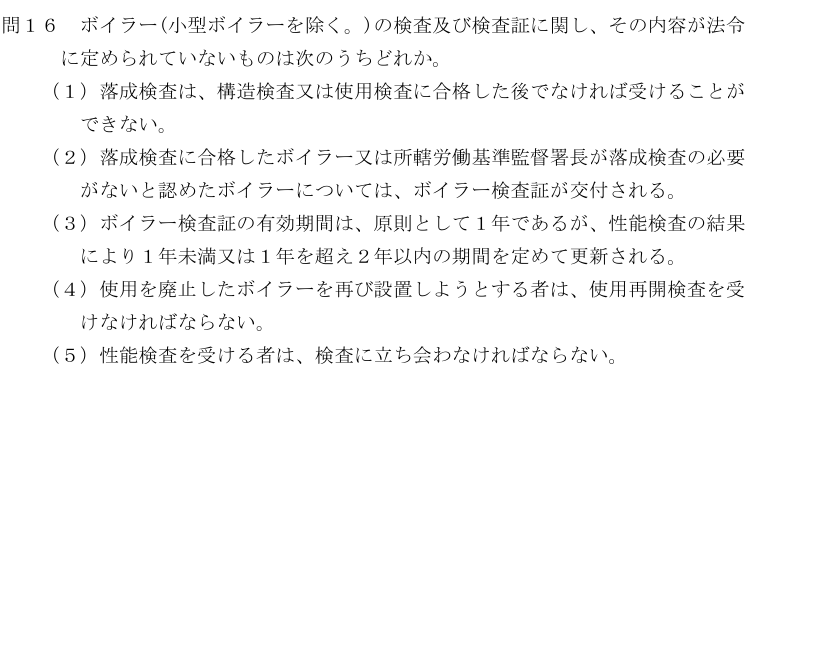 問１６　ボイラー(小型ボイラーを除く。)の検査及び検査証に関し、その内容が法令
に定められていないものは次のうちどれか。
（１）落成検査は、構造検査又は使用検査に合格した後でなければ受けることが
できない。
（２）落成検査に合格したボイラー又は所轄労働基準監督署長が落成検査の必要
がないと認めたボイラーについては、ボイラー検査証が交付される。
（３）ボイラー検査証の有効期間は、原則として１年であるが、性能検査の結果
により１年未満又は１年を超え２年以内の期間を定めて更新される。
（４）使用を廃止したボイラーを再び設置しようとする者は、使用再開検査を受
けなければならない。
（５）性能検査を受ける者は、検査に立ち会わなければならない。